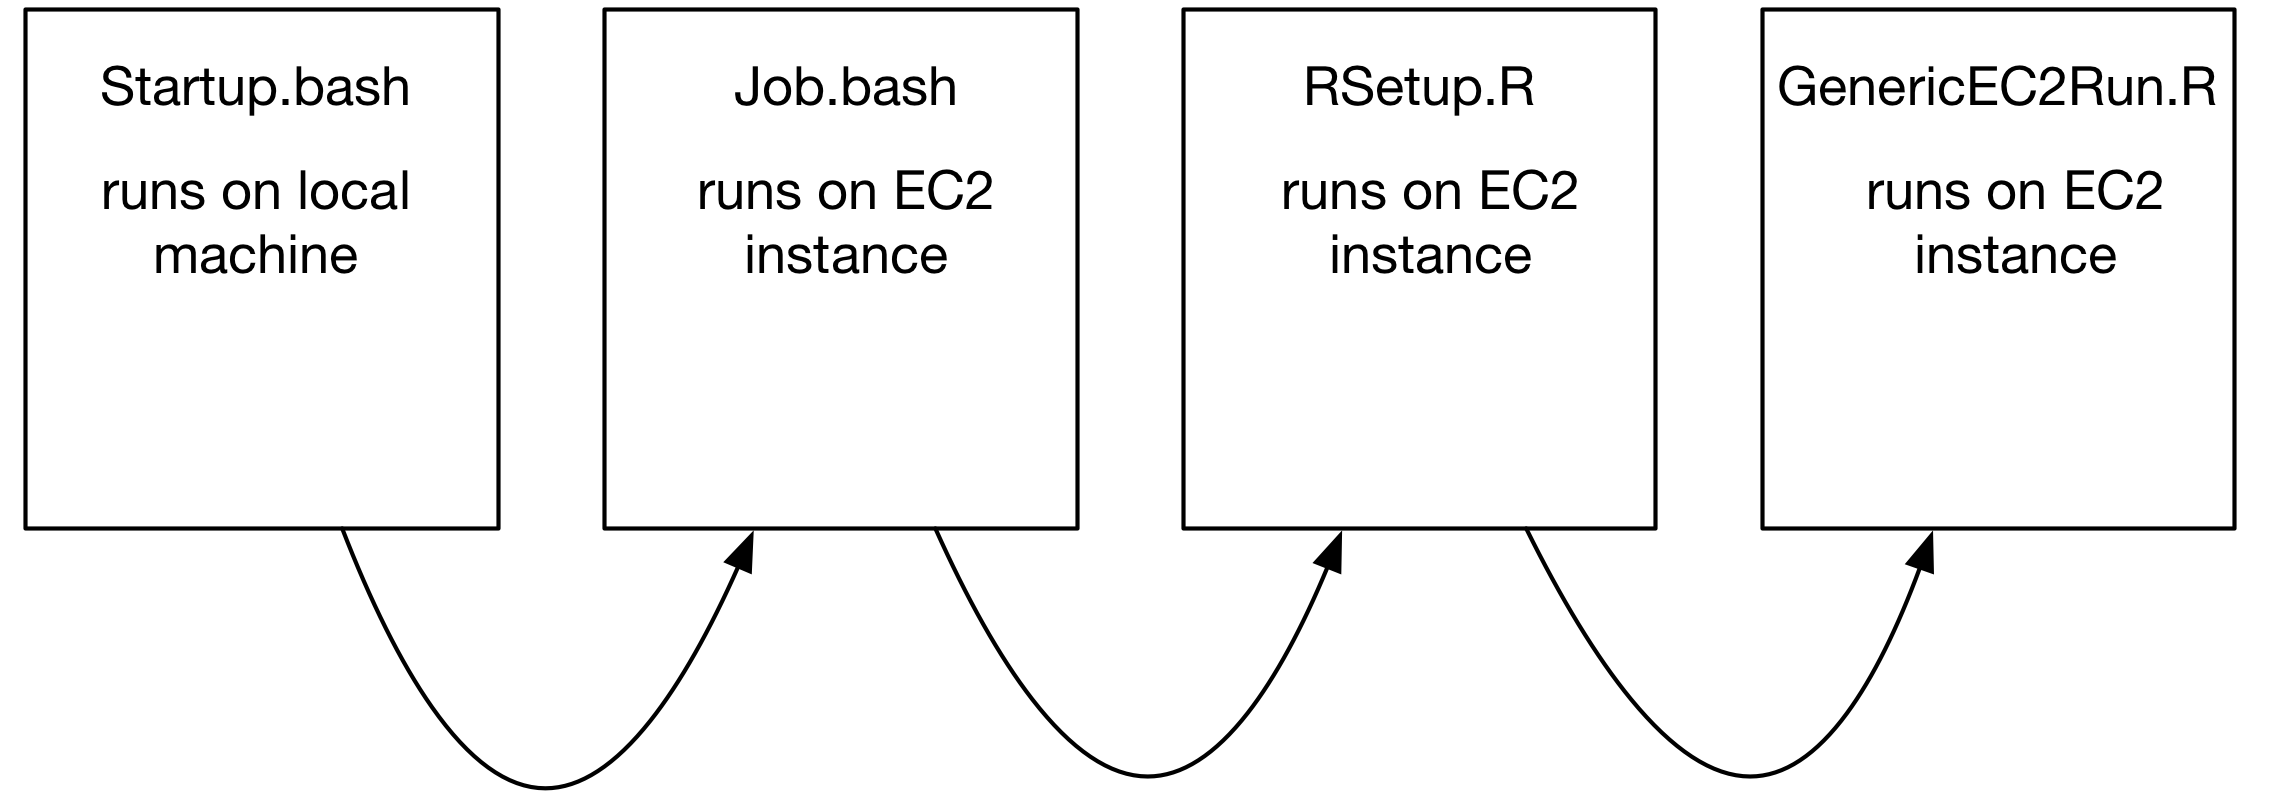 Startup.bash
runs on local
machine
Job.bash
runs on EC2
instance
RSetup.R
runs on EC2
instance
GenericEC2Run.R
runs on EC2
instance